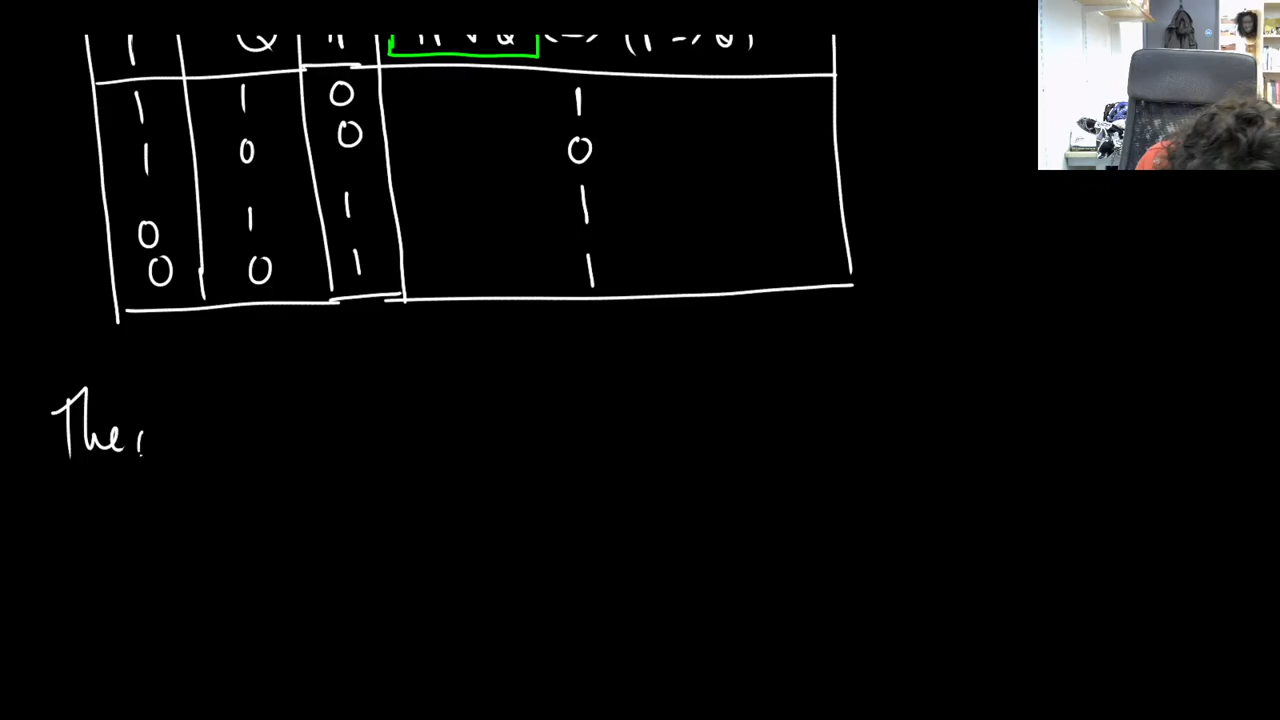 1 1 0 1
1 0 0 0
0 1 1 1
0 0 1 1
The